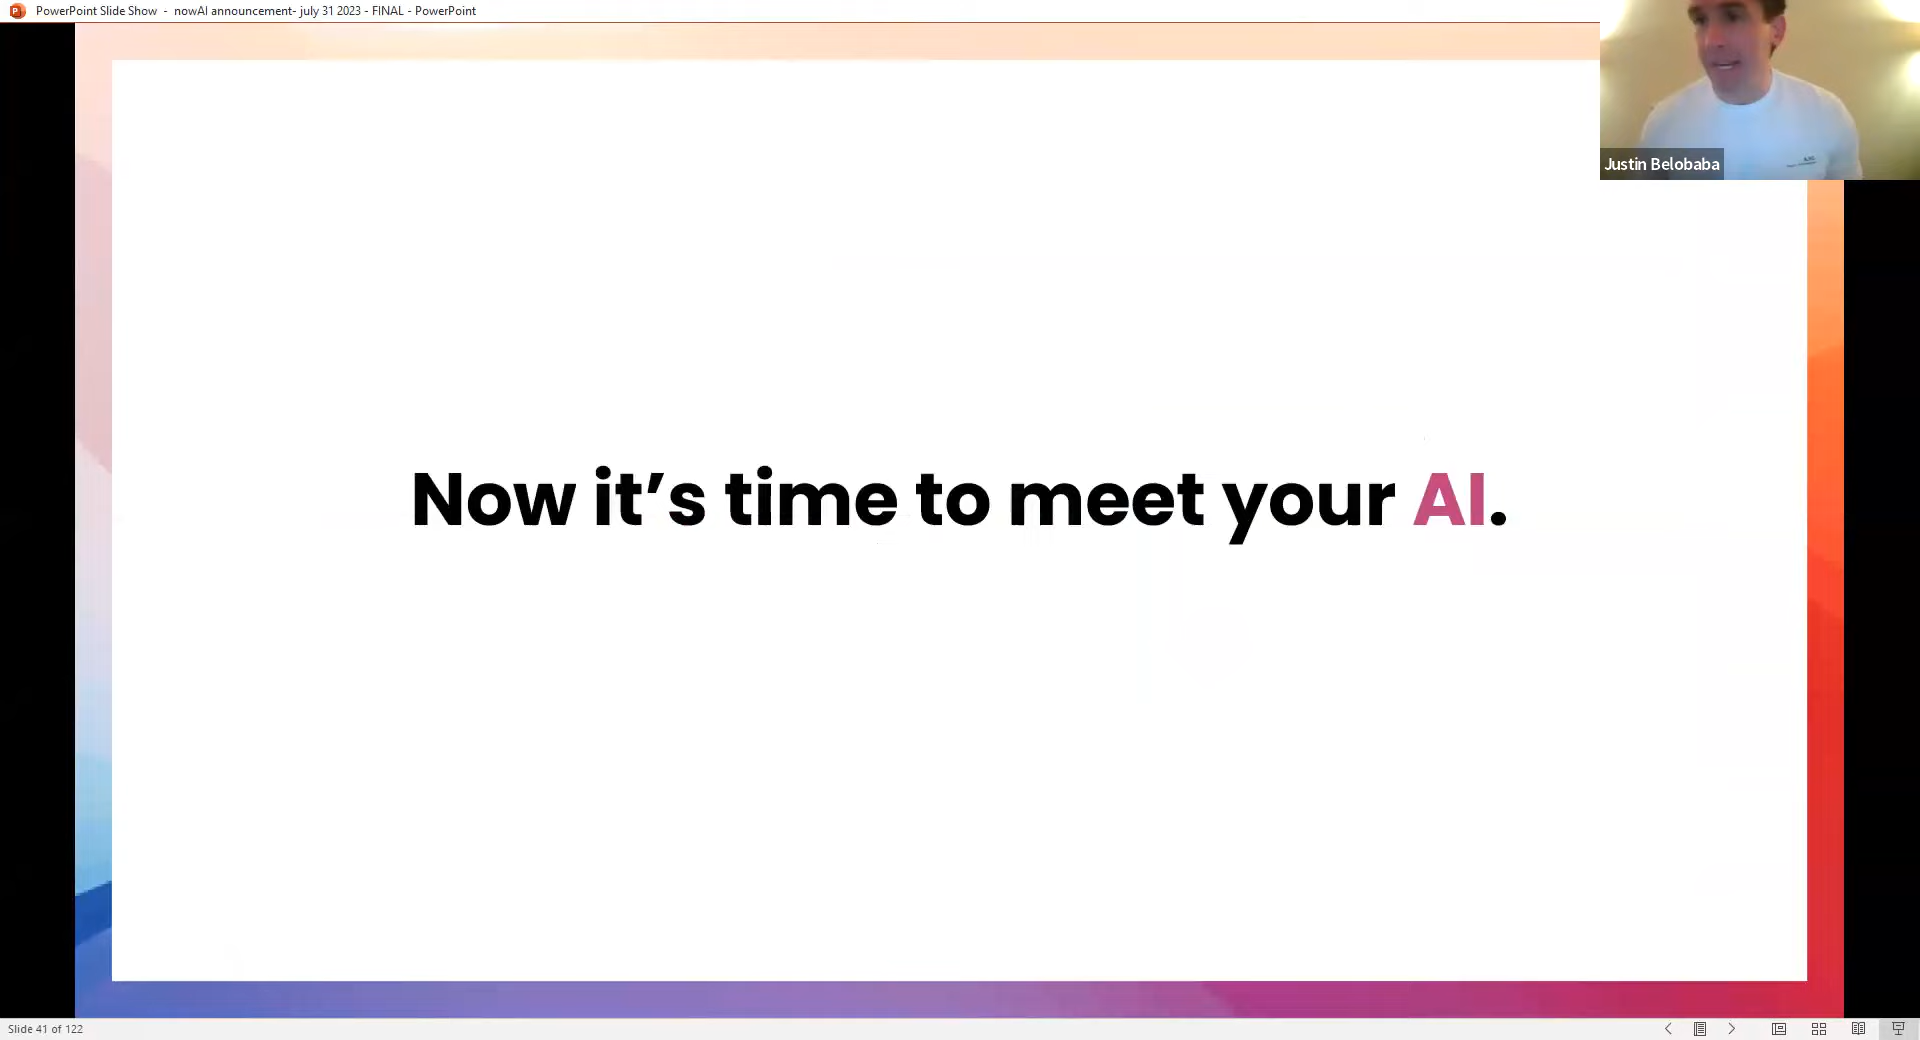 PowerPoint Slide Show - nowAI announcement- july 31 2023 - FINAL - PowerPoint
Justin Belobaba
Now it’s time to meet your AI.
Slide 41 of 122